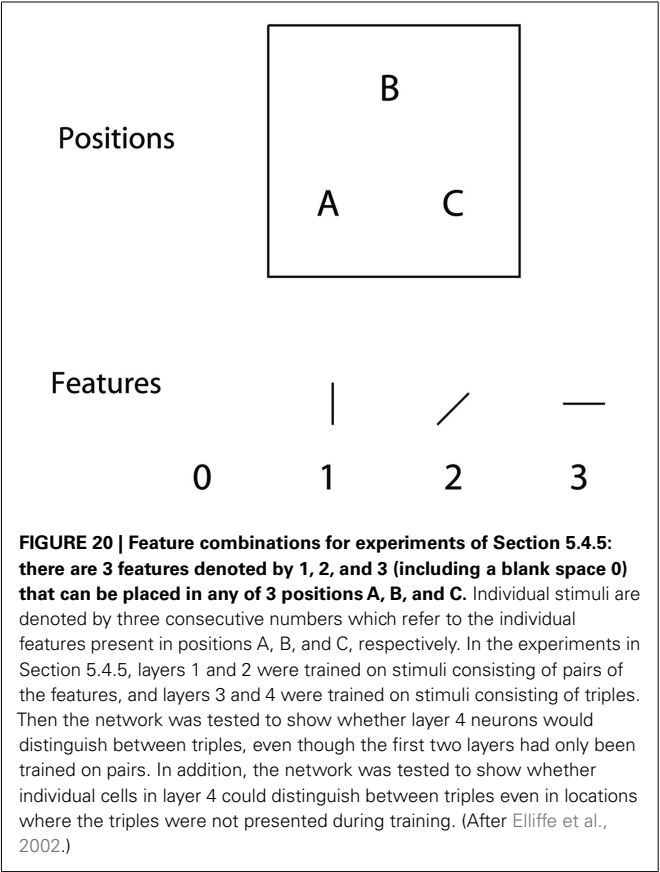 Positions
B
A C
Features
0 1 2 3
FIGURE 20 | Feature combinations for experiments of Section 5.4.5:
there are 3 features denoted by 1, 2, and 3 (including a blank space 0)
that can be placed in any of 3 positions A, B, and C. Individual stimuli are
denoted by three consecutive numbers which refer to the individual
features present in positions A, B, and C, respectively. In the experiments in
Section 5.4.5, layers 1 and 2 were trained on stimuli consisting of pairs of
the features, and layers 3 and 4 were trained on stimuli consisting of triples.
Then the network was tested to show whether layer 4 neurons would
distinguish between triples, even though the first two layers had only been
trained on pairs. In addition, the network was tested to show whether
individual cells in layer 4 could distinguish between triples even in locations
where the triples were not presented during training. (After Elliffe et al.,
2002.)